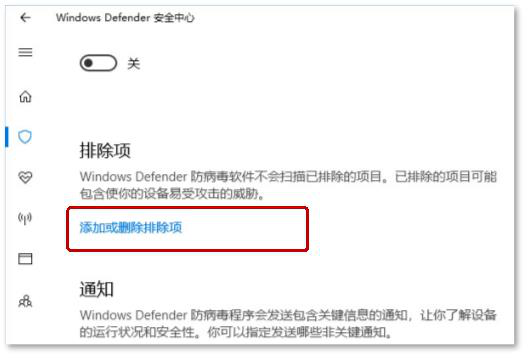 Windows Defender 安全中心
关
排除项
Windows Defender 防病毒软件不会扫描已排除的项目。已排除的项目可能
包含使你的设备易受攻击的威胁。
添加或删除排除项
通知
Windows Defender 防病毒程序会发送包含关键信息的通知，让你了解设备
的运行状况和安全性。你可以指定发送哪些非关键通知。